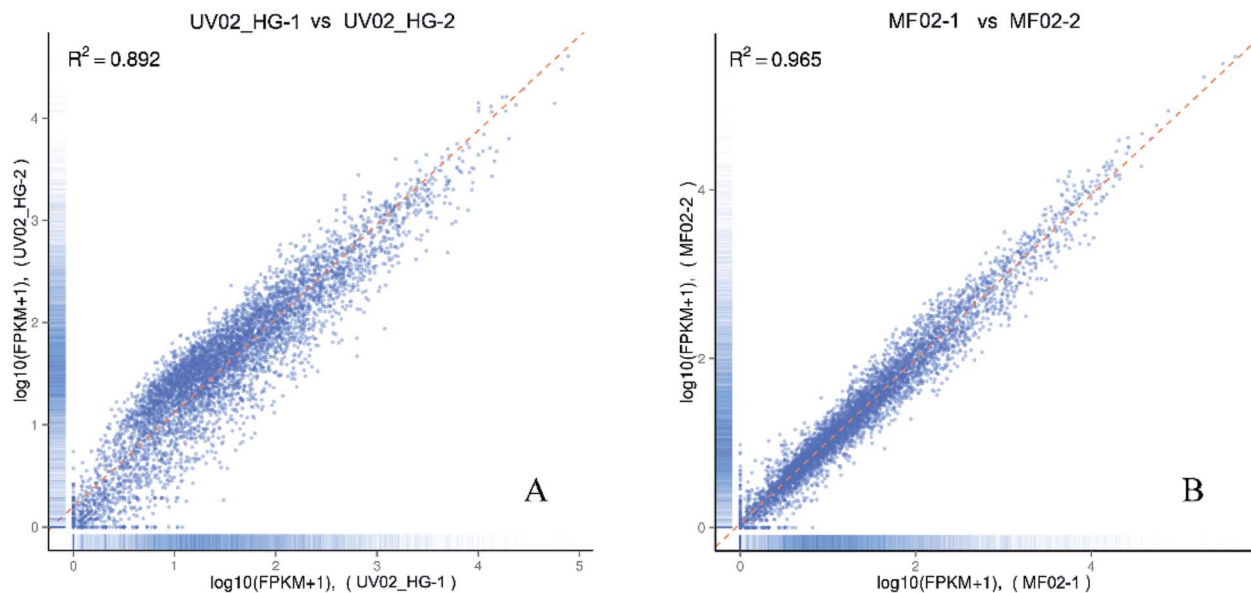 UV02_HG-1 vs UV02_HG-2
R² = 0.892
log10(FPKM+1), ( UV02_HG-2 )
4
3
2
1
0
0 1 2 3 4 5
log10(FPKM+1), ( UV02_HG-1 )
A
MF02-1 vs MF02-2
R² = 0.965
log10(FPKM+1), ( MF02-2 )
4
2
0
0 2 4
log10(FPKM+1), ( MF02-1 )
B